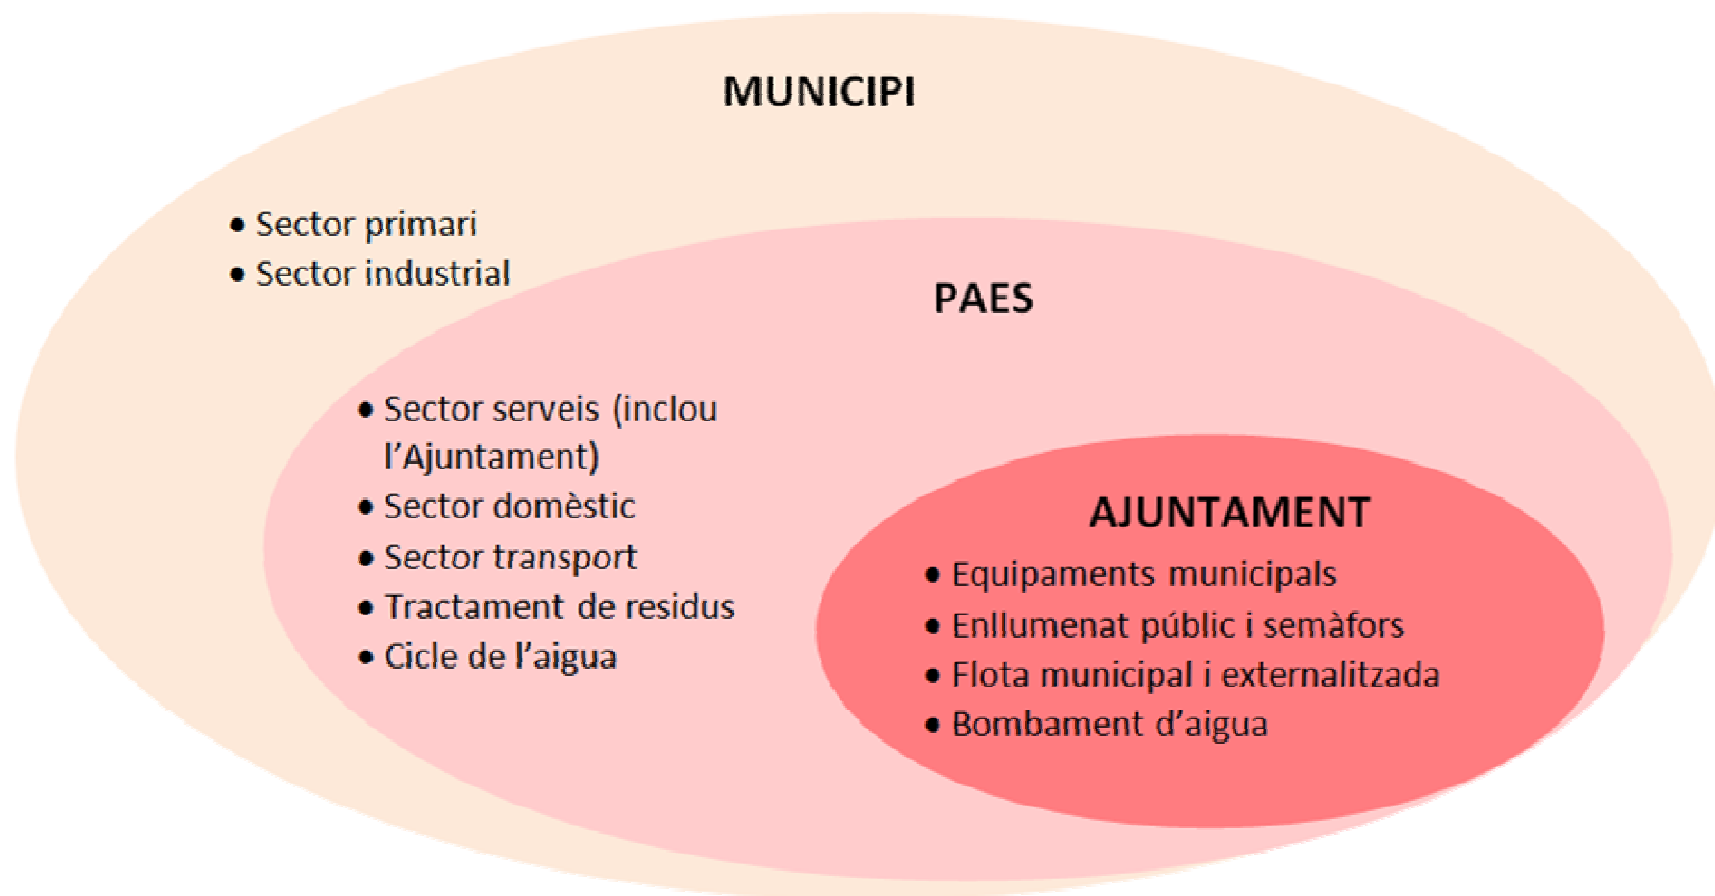 MUNICIPI
• Sector primari
• Sector industrial
PAES
• Sector serveis (inclou
l’Ajuntament)
• Sector domèstic
• Sector transport
• Tractament de residus
• Cicle de l’aigua
AJUNTAMENT
• Equipaments municipals
• Enllumenat públic i semàfors
• Flota municipal i externalitzada
• Bombament d’aigua